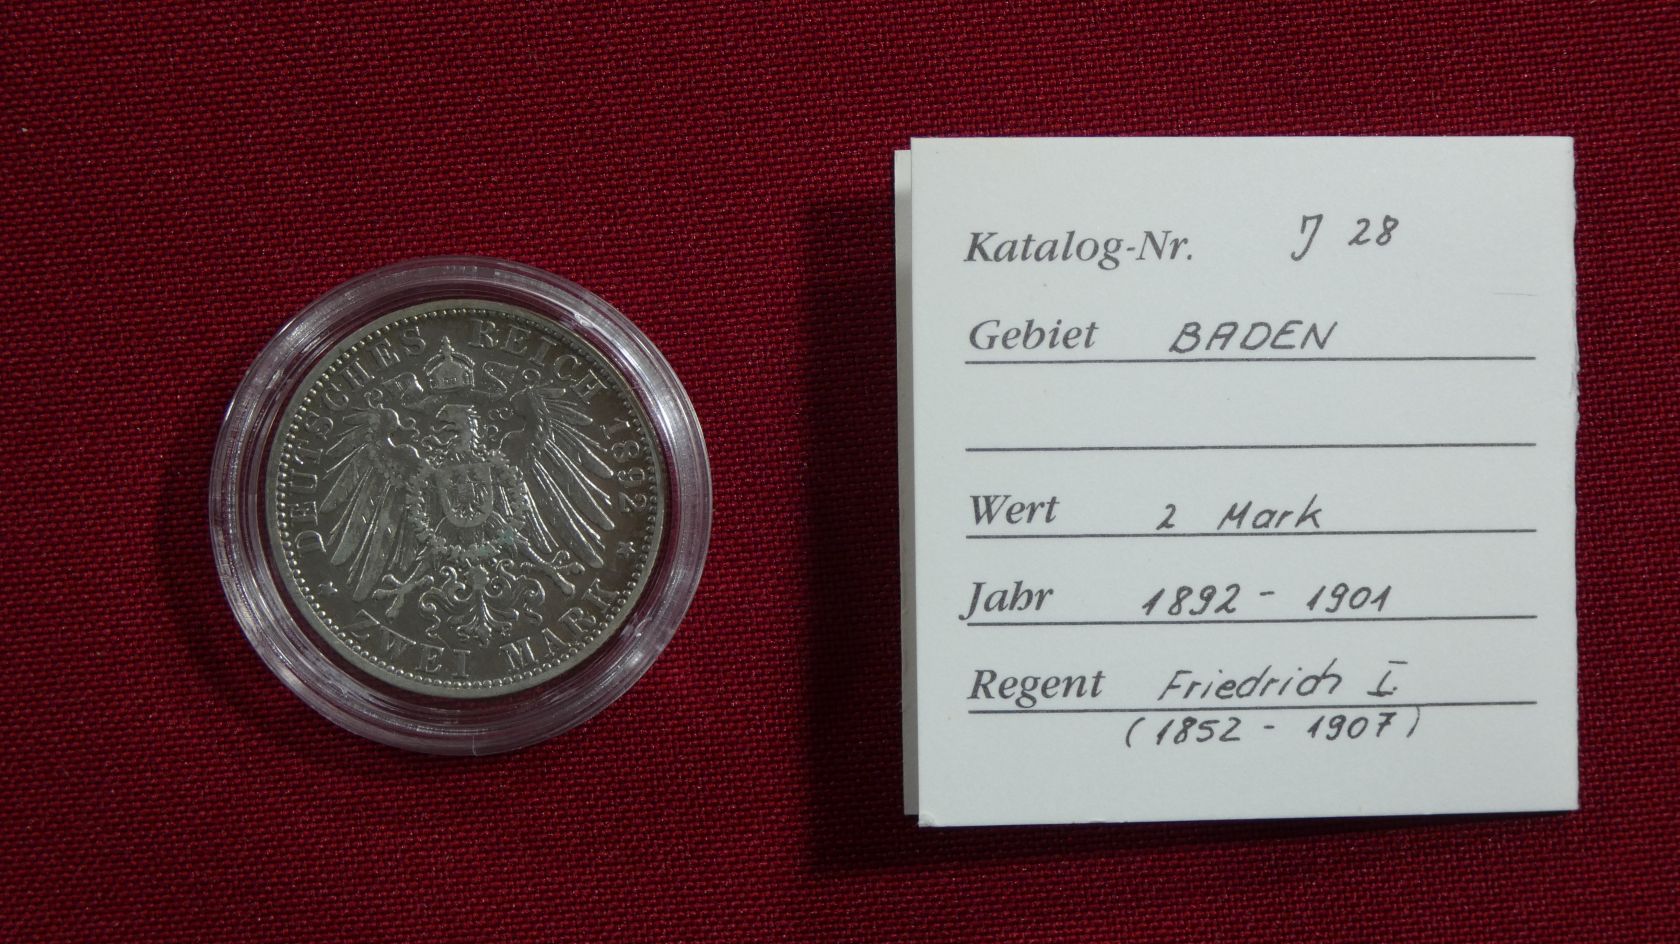 DEUTSCHES REICH 1892
ZWEI MARK
Katalog-Nr. J 28
Gebiet BADEN
Wert 2 Mark
Jahr 1892 - 1901
Regent Friedrich I.
(1852 - 1907)